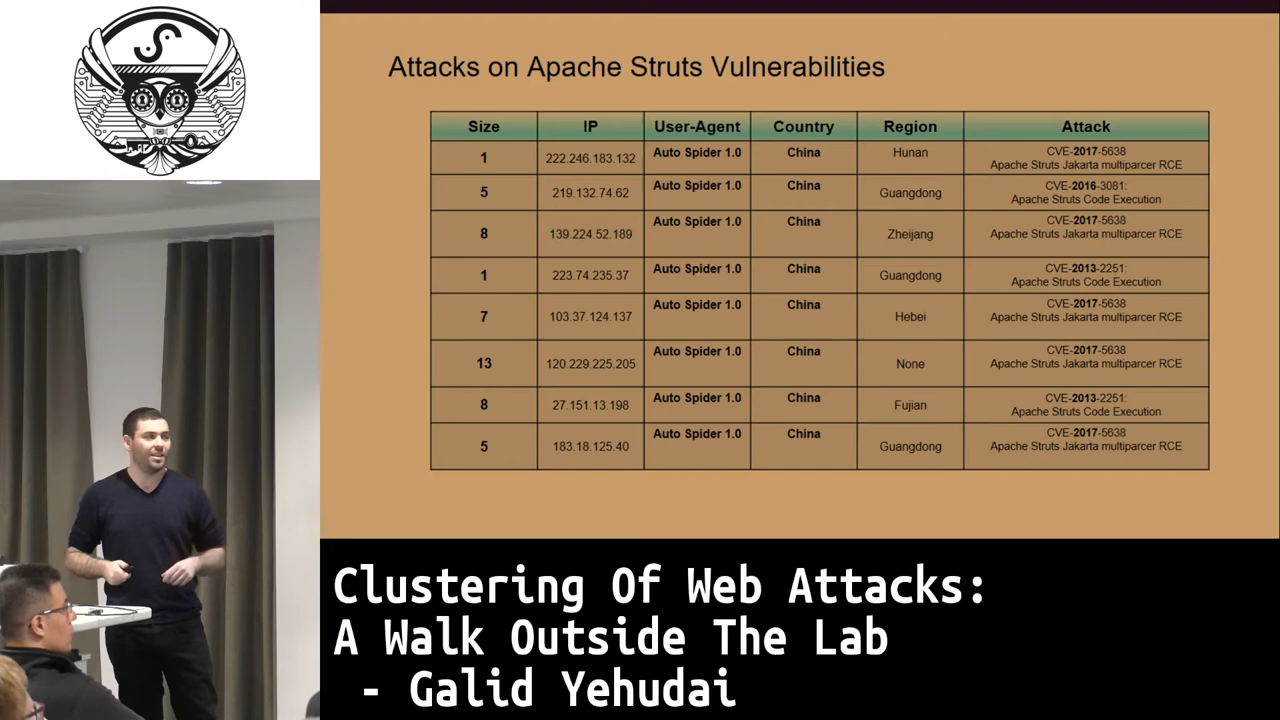 Attacks on Apache Struts Vulnerabilities
Size IP User-Agent Country Region Attack
1 222.246.183.132 Auto Spider 1.0 China Hunan CVE-2017-5638
Apache Struts Jakarta multiparcer RCE
5 219.132.74.62 Auto Spider 1.0 China Guangdong CVE-2016-3081:
Apache Struts Code Execution
8 139.224.52.189 Auto Spider 1.0 China Zheijang CVE-2017-5638
Apache Struts Jakarta multiparcer RCE
1 223.74.235.37 Auto Spider 1.0 China Guangdong CVE-2013-2251:
Apache Struts Code Execution
7 103.37.124.137 Auto Spider 1.0 China Hebei CVE-2017-5638
Apache Struts Jakarta multiparcer RCE
13 120.229.225.205 Auto Spider 1.0 China None CVE-2017-5638
Apache Struts Jakarta multiparcer RCE
8 27.151.13.198 Auto Spider 1.0 China Fujian CVE-2013-2251:
Apache Struts Code Execution
5 183.18.125.40 Auto Spider 1.0 China Guangdong CVE-2017-5638
Apache Struts Jakarta multiparcer RCE
Clustering Of Web Attacks:
A Walk Outside The Lab
- Galid Yehudai